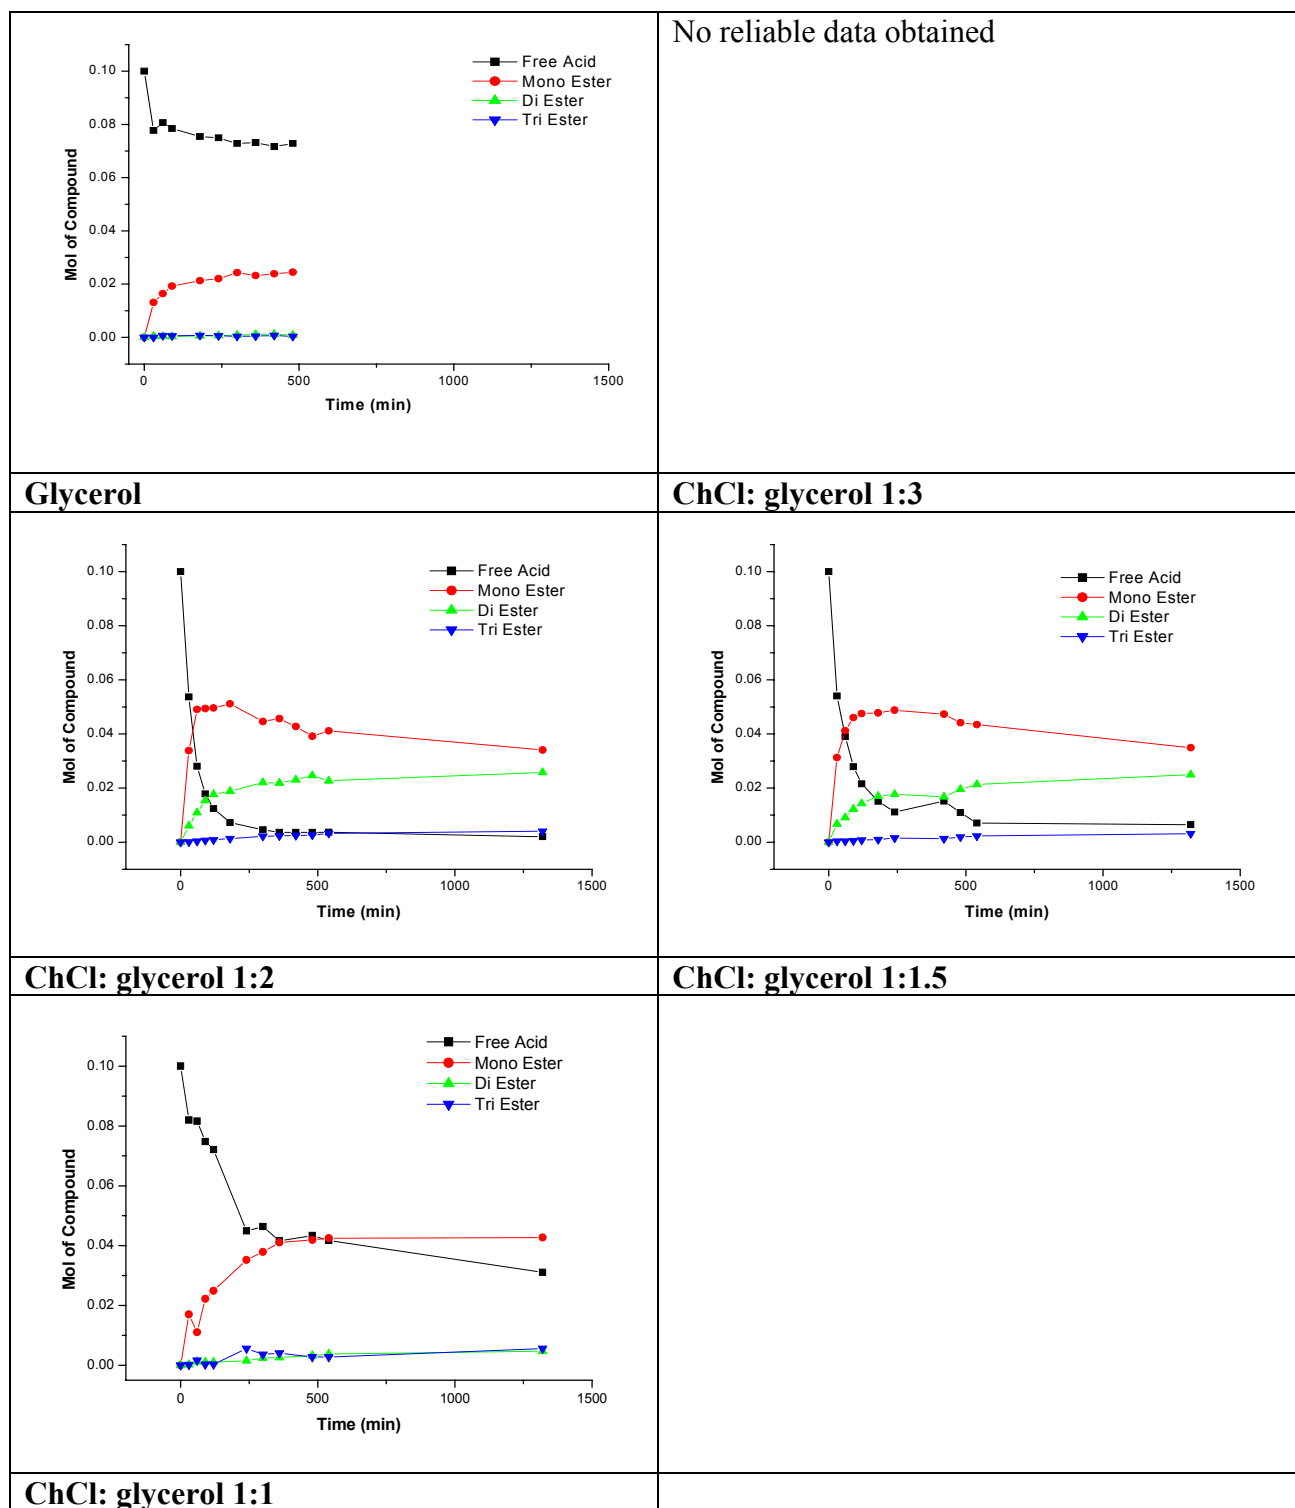 No reliable data obtained
Free Acid
Mono Ester
Di Ester
Tri Ester
Mol of Compound
0.10
0.08
0.06
0.04
0.02
0.00
0 500 1000 1500
Time (min)
Glycerol
ChCl: glycerol 1:3
Free Acid
Mono Ester
Di Ester
Tri Ester
Mol of Compound
0.10
0.08
0.06
0.04
0.02
0.00
0 500 1000 1500
Time (min)
Free Acid
Mono Ester
Di Ester
Tri Ester
Mol of Compound
0.10
0.08
0.06
0.04
0.02
0.00
0 500 1000 1500
Time (min)
ChCl: glycerol 1:2
ChCl: glycerol 1:1.5
Free Acid
Mono Ester
Di Ester
Tri Ester
Mol of Compound
0.10
0.08
0.06
0.04
0.02
0.00
0 500 1000 1500
Time (min)
ChCl: glycerol 1:1